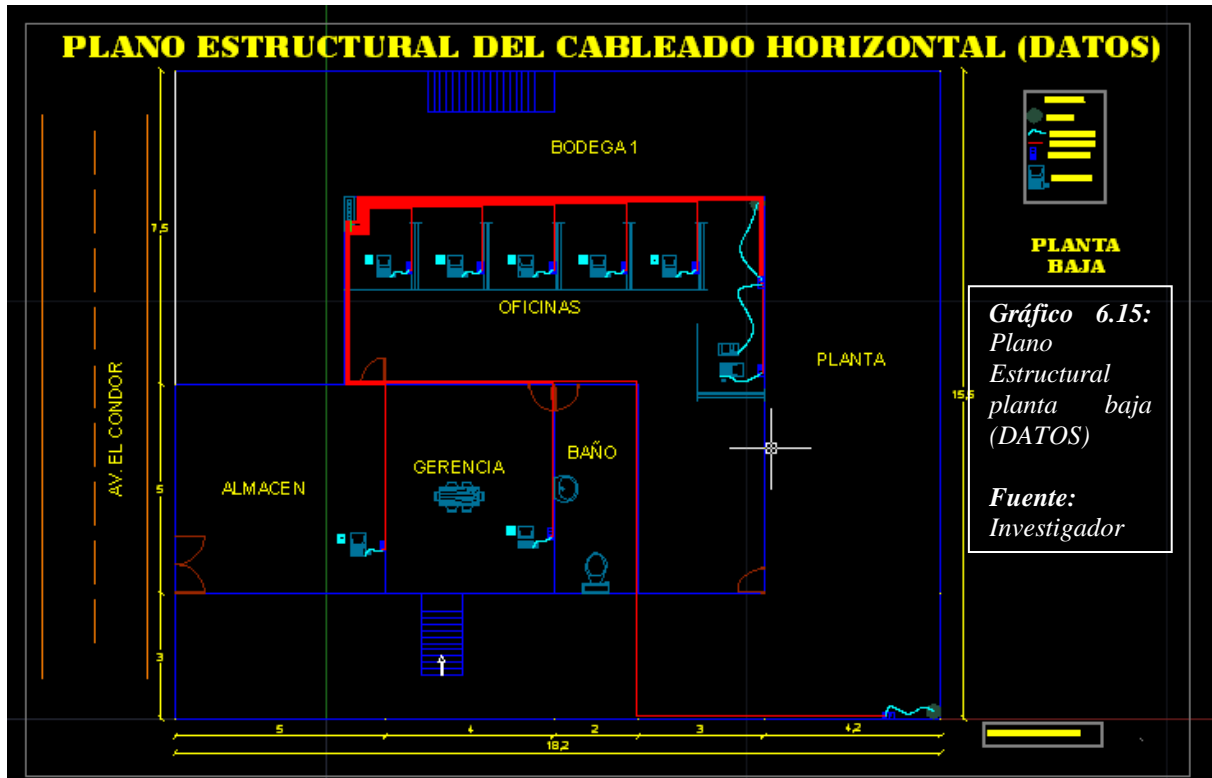 PLANO ESTRUCTURAL DEL CABLEADO HORIZONTAL (DATOS)
BODEGA 1
7,5
OFICINAS
PLANTA
PLANTA
BAJA
Gráfico 6.15:
Plano
Estructural
planta baja
(DATOS)
Fuente:
Investigador
15,5
AV. EL CONDOR
5
ALMACEN
GERENCIA
BAÑO
3
5
4
2
3
4,2
18,2